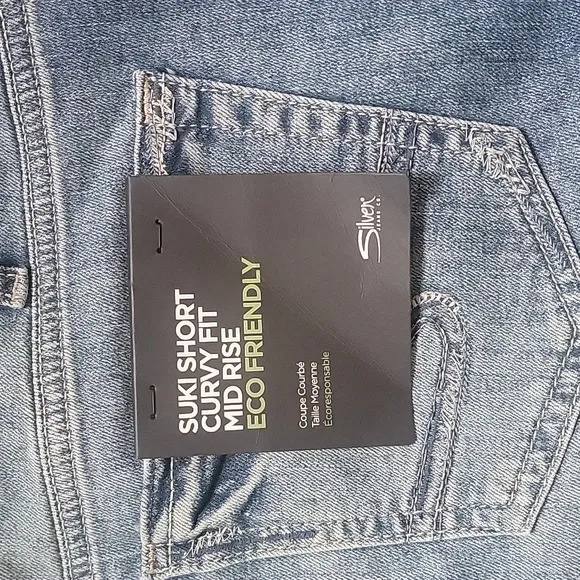 SUKI SHORT
CURVY FIT
MID RISE
ECO FRIENDLY
Coupe Courbé
Taille Moyenne
Écoresponsable
Silver®
JEANS CO.